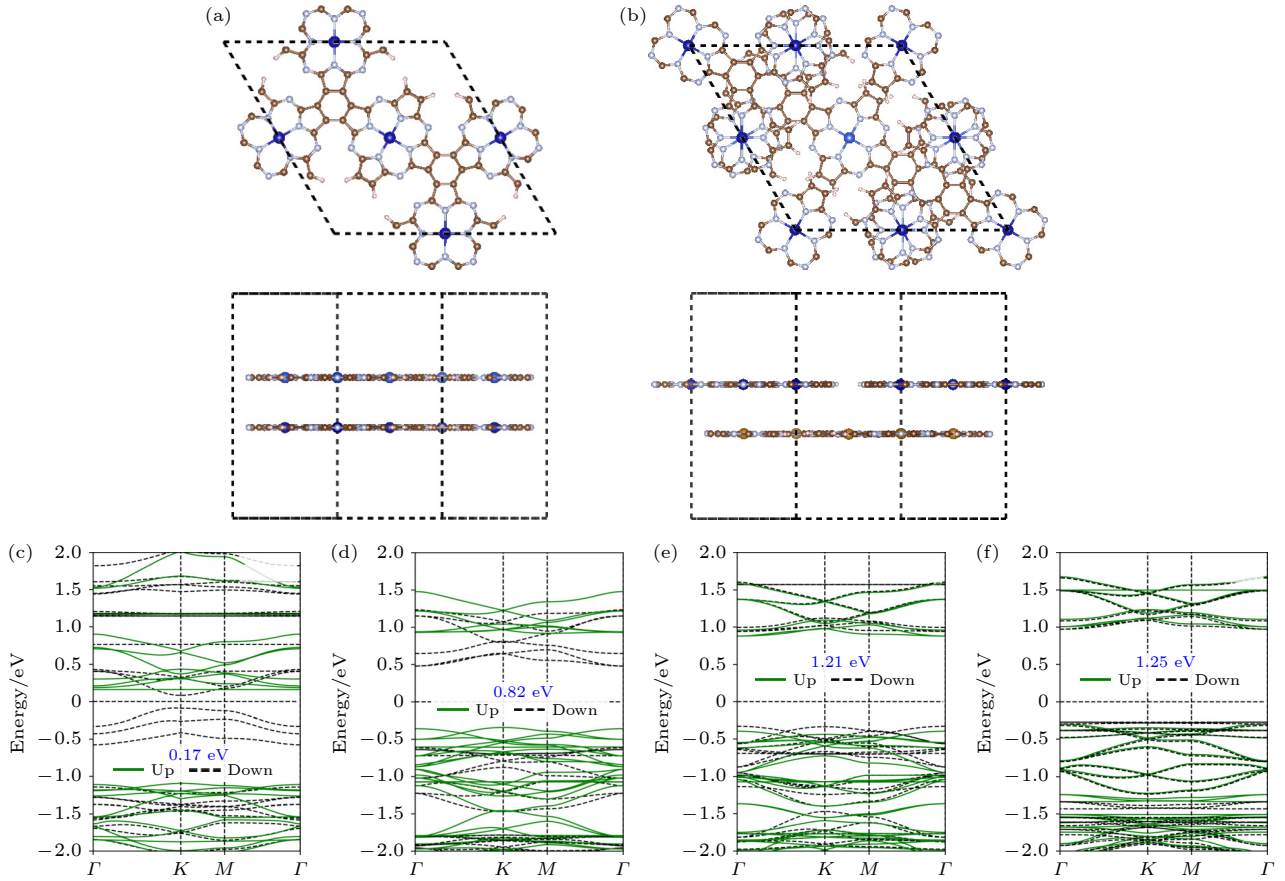 (a)
(b)
(c)
(d)
(e)
(f)
Energy/eV
2.0
1.5
1.0
0.5
0
−0.5
−1.0
−1.5
−2.0
0.17 eV
Up
Down
Γ
K
M
Γ
Energy/eV
2.0
1.5
1.0
0.5
0
−0.5
−1.0
−1.5
−2.0
0.82 eV
Up
Down
Γ
K
M
Γ
Energy/eV
2.0
1.5
1.0
0.5
0
−0.5
−1.0
−1.5
−2.0
1.21 eV
Up
Down
Γ
K
M
Γ
Energy/eV
2.0
1.5
1.0
0.5
0
−0.5
−1.0
−1.5
−2.0
1.25 eV
Up
Down
Γ
K
M
Γ